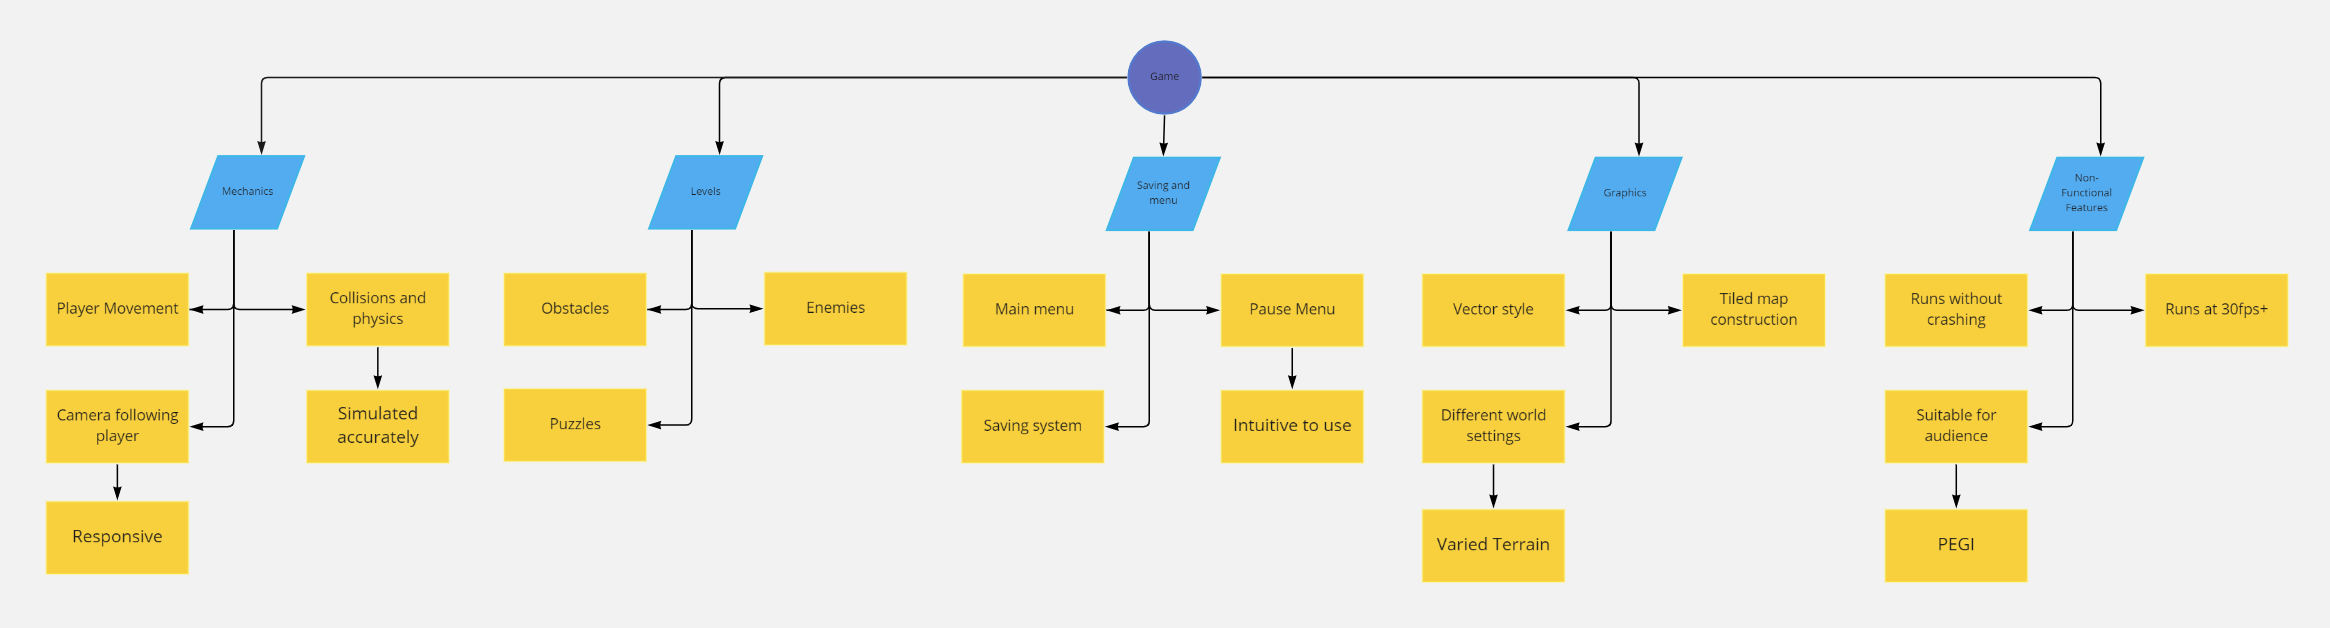 Game
Mechanics
Levels
Saving and
menu
Graphics
Non-
Functional
Features
Player Movement
Collisions and
physics
Obstacles
Enemies
Main menu
Pause Menu
Vector style
Tiled map
construction
Runs without
crashing
Runs at 30fps+
Camera following
player
Simulated
accurately
Puzzles
Saving system
Intuitive to use
Different world
settings
Suitable for
audience
Responsive
Varied Terrain
PEGI